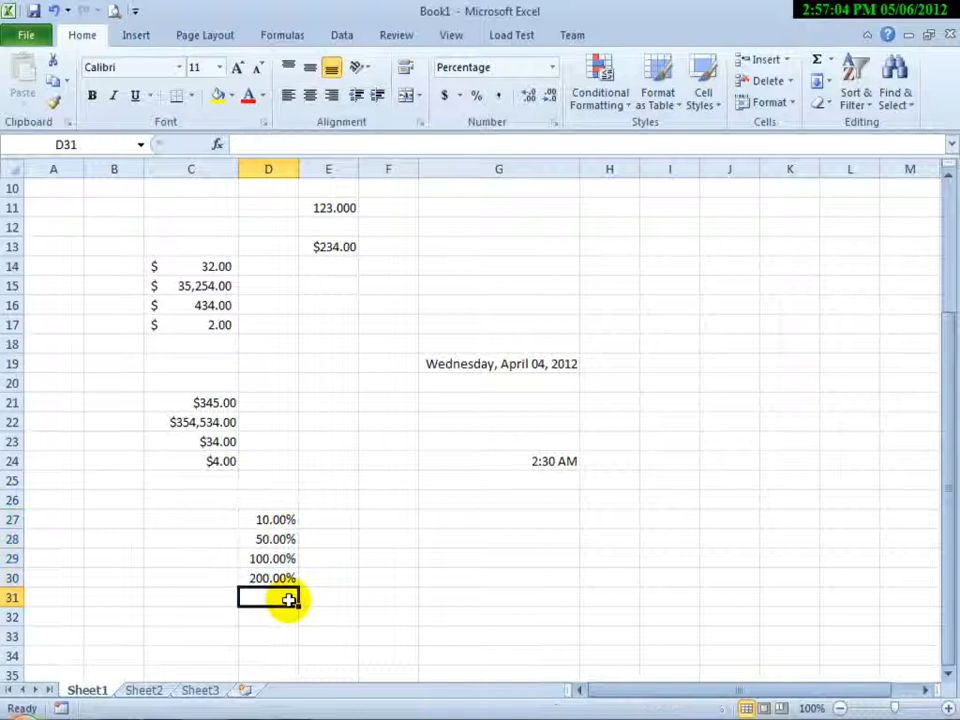 Book1 - Microsoft Excel
2:57:04 PM 05/06/2012
File Home Insert Page Layout Formulas Data Review View Load Test Team
Calibri 11 Percentage Insert Σ
Paste B I U A $ % , .0 .00 .00 .0 Conditional Formatting Format as Table Cell Styles Delete Format Sort & Filter Find & Select
Clipboard Font Alignment Number Styles Cells Editing
D31 fx
A B C D E F G H I J K L M
10
11 123.000
12
13 $234.00
14 $ 32.00
15 $ 35,254.00
16 $ 434.00
17 $ 2.00
18
19 Wednesday, April 04, 2012
20
21 $345.00
22 $354,534.00
23 $34.00
24 $4.00 2:30 AM
25
26
27 10.00%
28 50.00%
29 100.00%
30 200.00%
31
32
33
34
35
Sheet1 Sheet2 Sheet3
Ready 100%